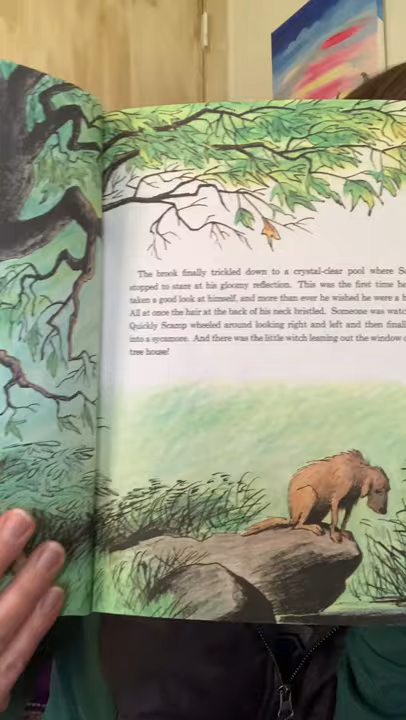 The brook finally trickled down to a crystal-clear pool where
stopped to stare at his gloomy reflection. This was the first time he
taken a good look at himself, and more than ever he wished he were a
All at once the hair at the back of his neck bristled. Someone was
Quickly Scamp wheeled around looking right and left and then
into a sycamore. And there was the little witch leaning out the window
tree house!